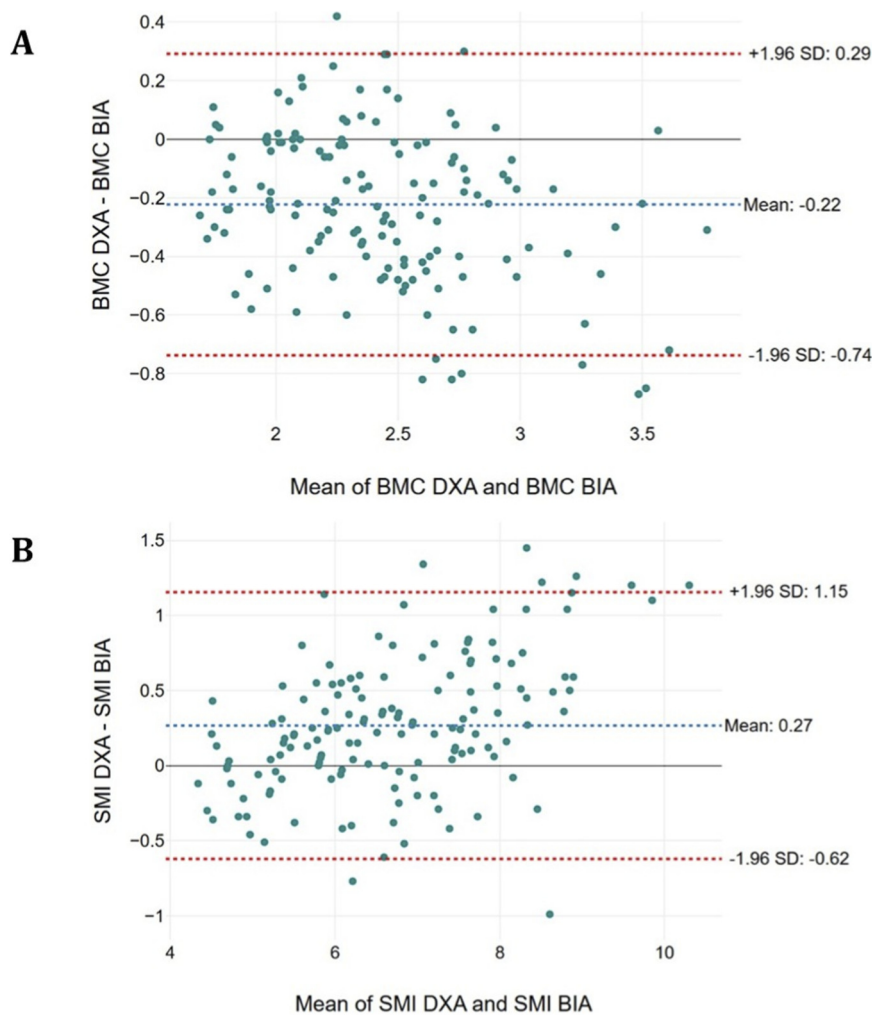 A
0.4
+1.96 SD: 0.29
0.2
0
−0.2
Mean: -0.22
−0.4
−0.6
-1.96 SD: -0.74
−0.8
BMC DXA - BMC BIA
2 2.5 3 3.5
Mean of BMC DXA and BMC BIA
B
1.5
+1.96 SD: 1.15
1
0.5
Mean: 0.27
0
−0.5
-1.96 SD: -0.62
−1
SMI DXA - SMI BIA
4 6 8 10
Mean of SMI DXA and SMI BIA